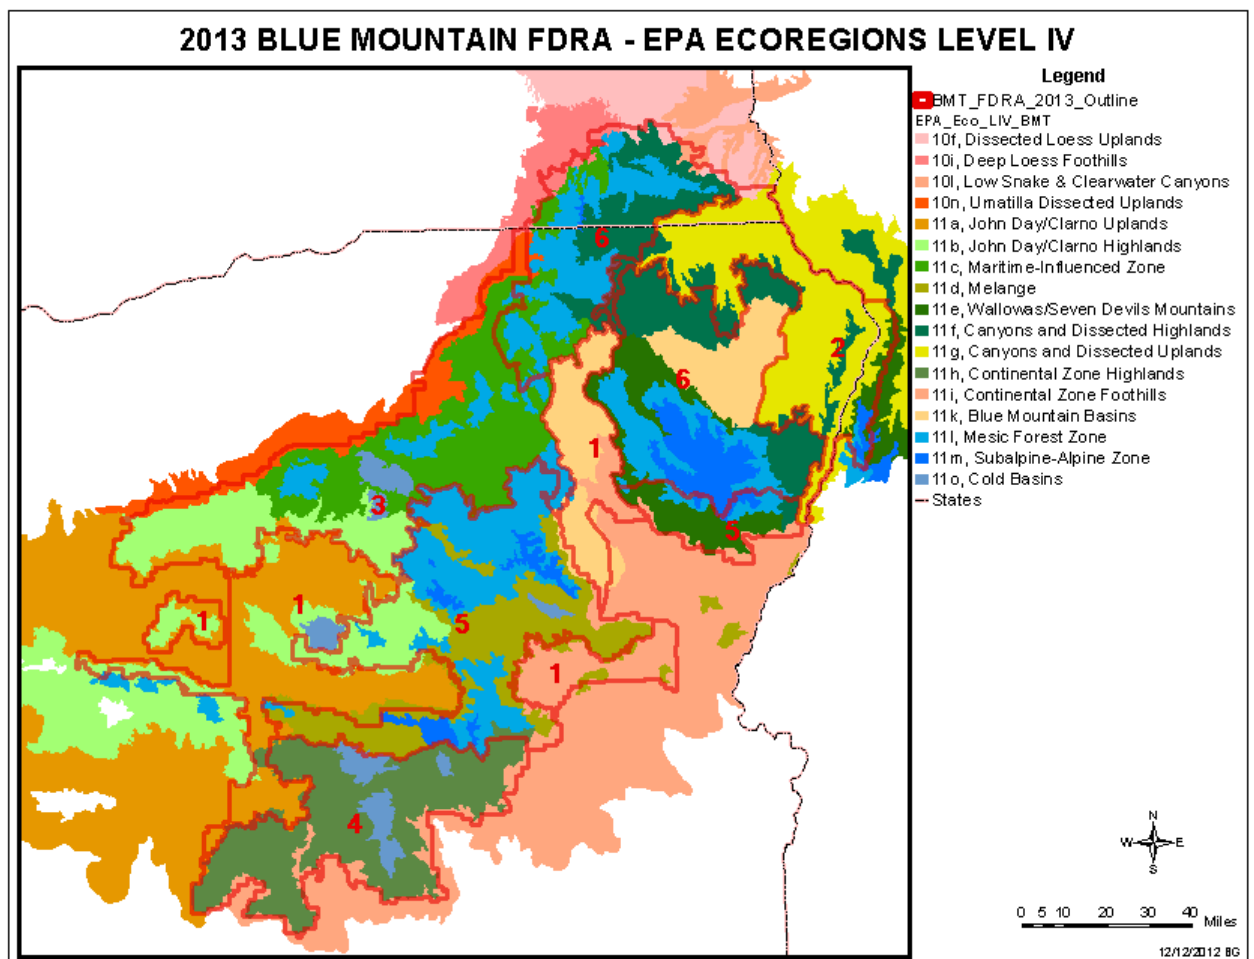 2013 BLUE MOUNTAIN FDRA - EPA ECOREGIONS LEVEL IV
Legend
BMT_FDRA_2013_Outline
EPA_Eco_LIV_BMT
10f, Dissected Loess Uplands
10i, Deep Loess Foothills
10l, Low Snake & Clearwater Canyons
10n, Umatilla Dissected Uplands
11a, John Day/Clarno Uplands
11b, John Day/Clarno Highlands
11c, Maritime-Influenced Zone
11d, Melange
11e, Wallowas/Seven Devils Mountains
11f, Canyons and Dissected Highlands
11g, Canyons and Dissected Uplands
11h, Continental Zone Highlands
11i, Continental Zone Foothills
11k, Blue Mountain Basins
11l, Mesic Forest Zone
11m, Subalpine-Alpine Zone
11o, Cold Basins
States
6
2
6
1
3
5
1
1
5
1
4
N
W E
S
0 5 10 20 30 40
Miles
12/12/2012 BG